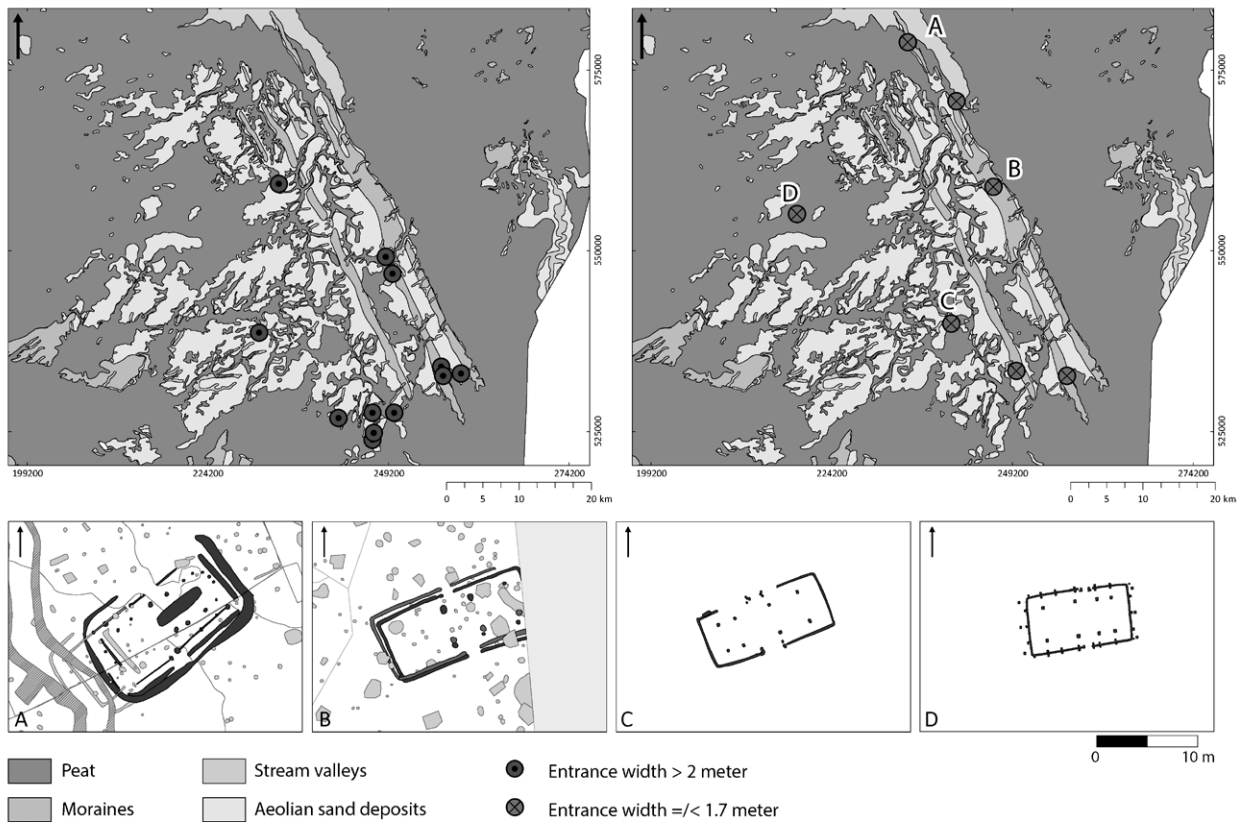 A
B
D
C
575000
550000
525000
575000
550000
525000
199200
224200
249200
274200
199200
224200
249200
274200
0 5 10 20 km
0 5 10 20 km
A
B
C
D
0 10 m
Peat
Stream valleys
Entrance width > 2 meter
Moraines
Aeolian sand deposits
Entrance width =/< 1.7 meter